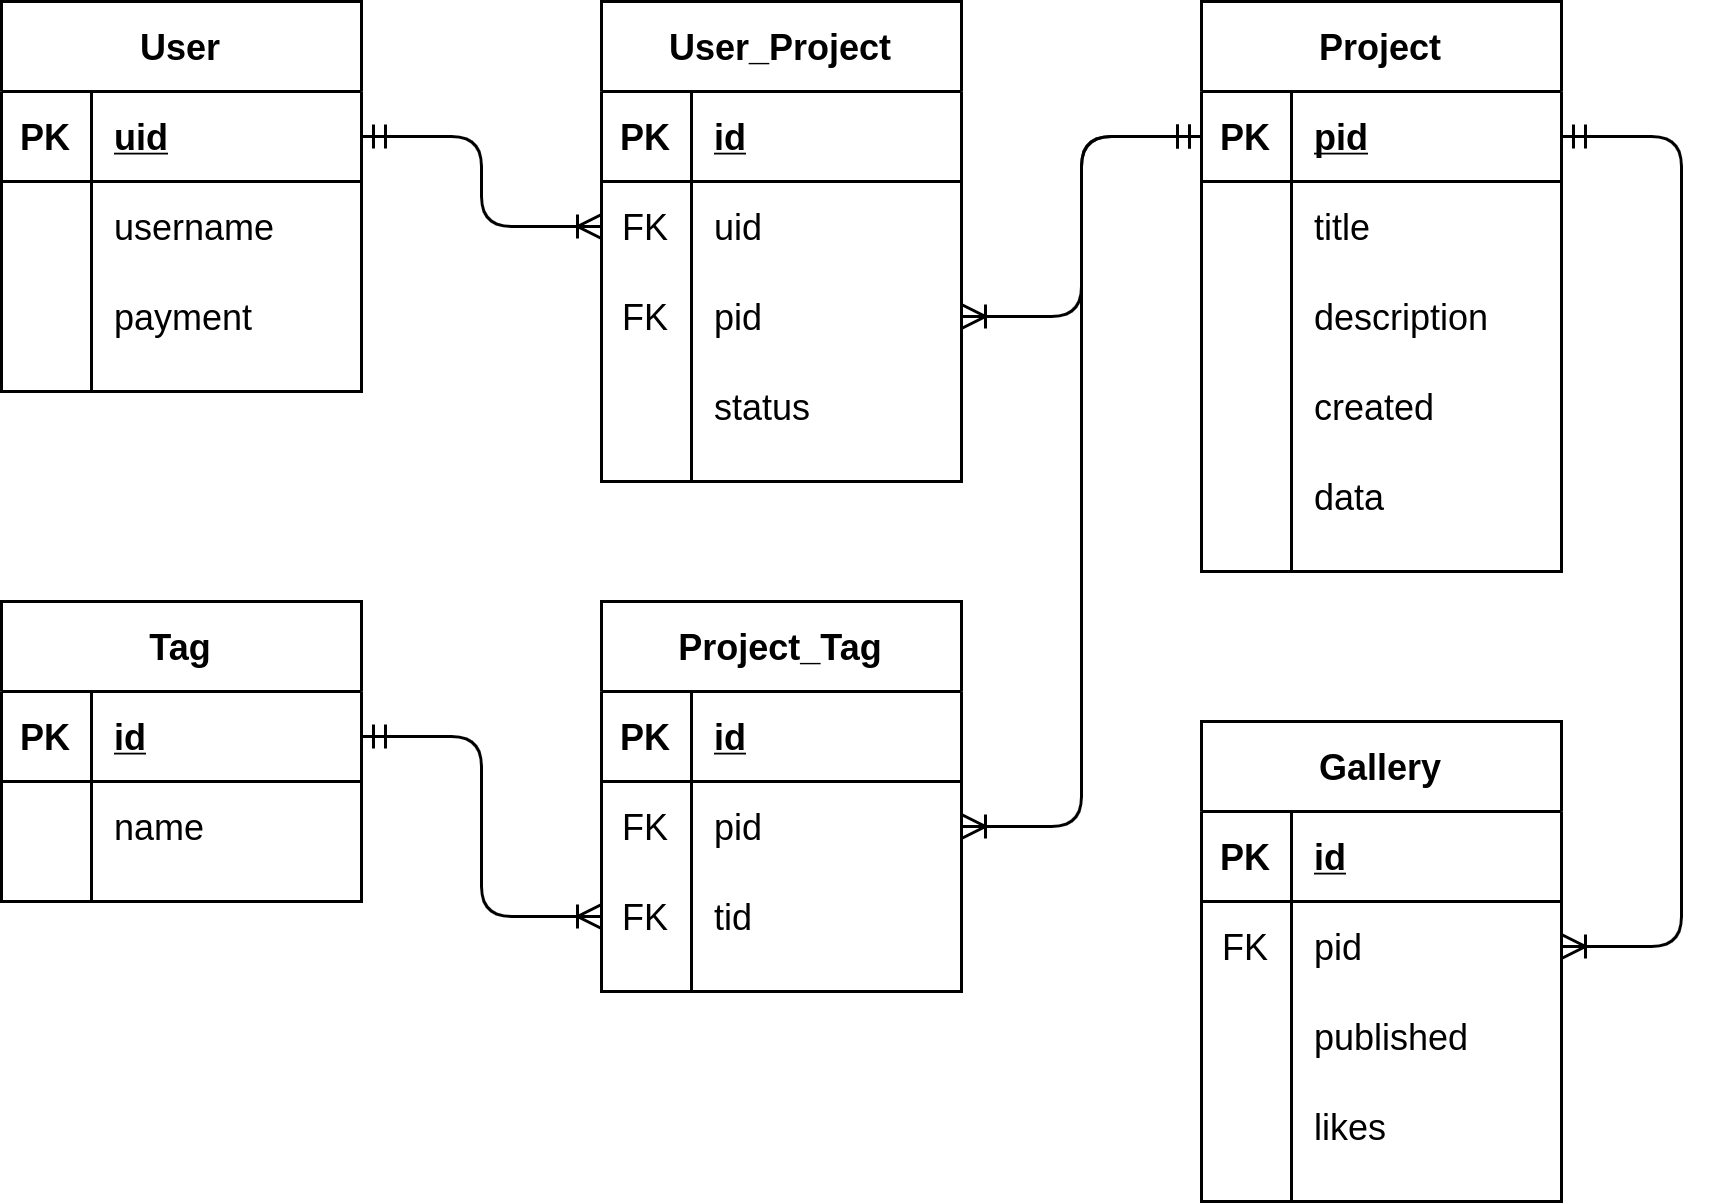 User
PK uid
username
payment
User_Project
PK id
FK uid
FK pid
status
Project
PK pid
title
description
created
data
Tag
PK id
name
Project_Tag
PK id
FK pid
FK tid
Gallery
PK id
FK pid
published
likes